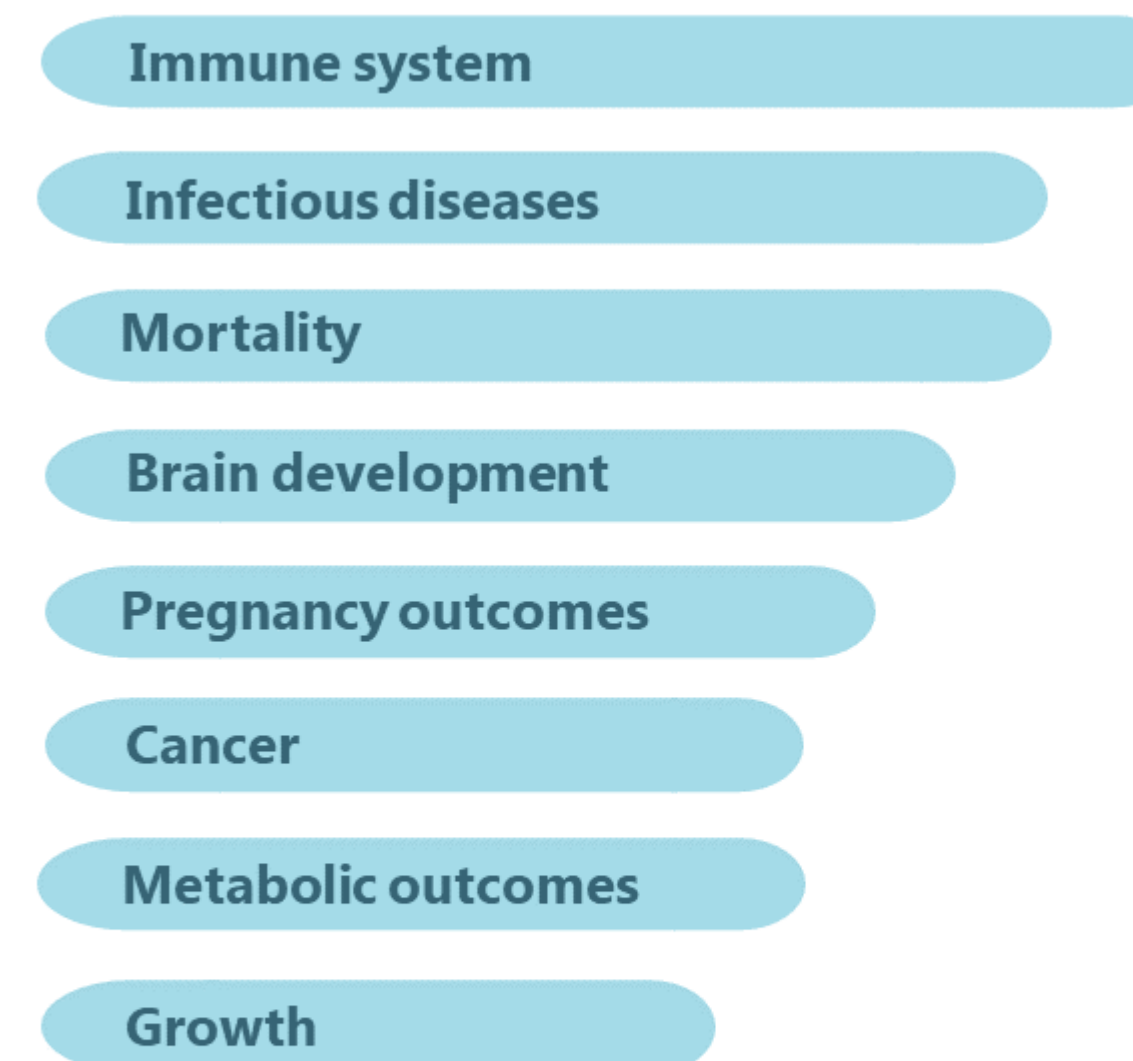 Immune system
Infectious diseases
Mortality
Brain development
Pregnancy outcomes
Cancer
Metabolic outcomes
Growth